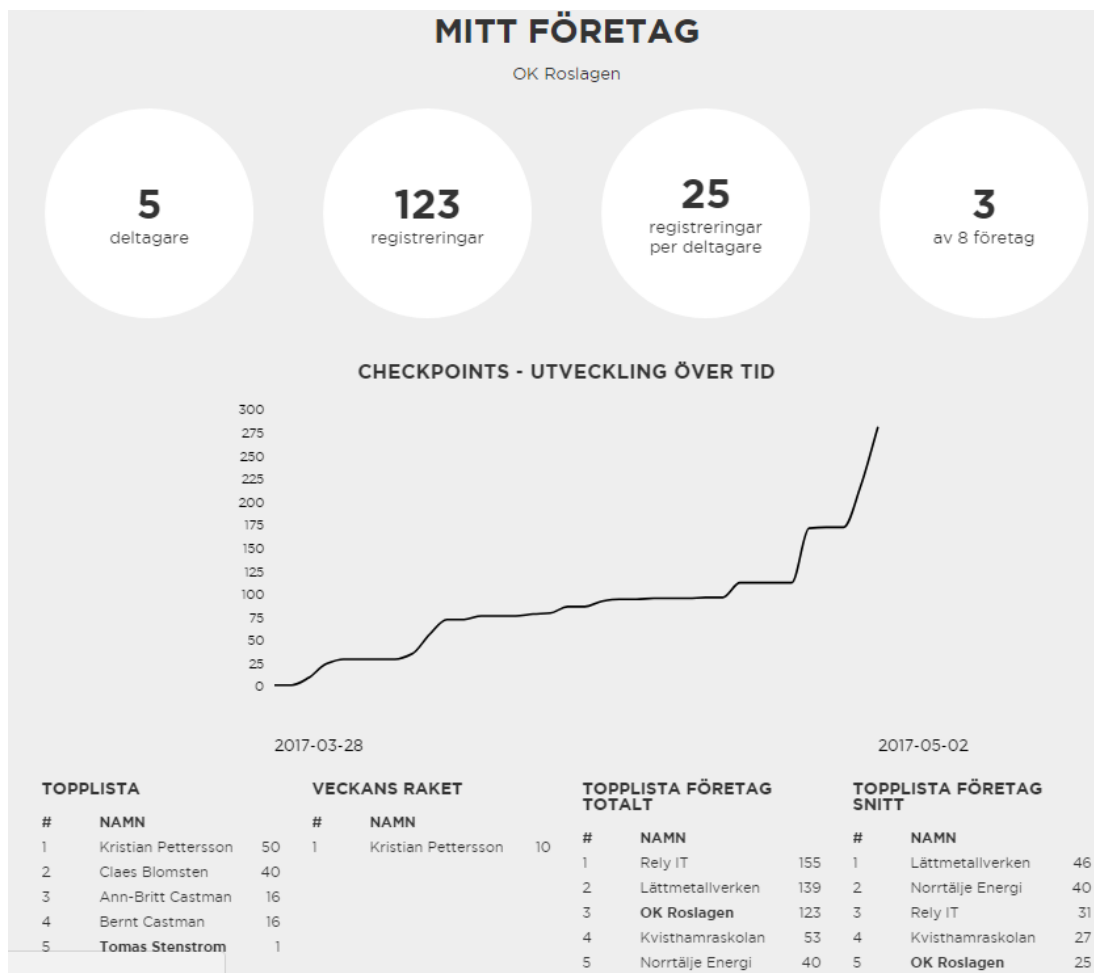 MITT FÖRETAG
OK Roslagen
5
deltagare
123
registreringar
25
registreringar
per deltagare
3
av 8 företag
CHECKPOINTS - UTVECKLING ÖVER TID
300
275
250
225
200
175
150
125
100
75
50
25
0
2017-03-28
2017-05-02
TOPPLISTA
# NAMN
1 Kristian Pettersson 50
2 Claes Blomsten 40
3 Ann-Britt Castman 16
4 Bernt Castman 16
5 Tomas Stenstrom 1
VECKANS RAKET
# NAMN
1 Kristian Pettersson 10
TOPPLISTA FÖRETAG
TOTALT
# NAMN
1 Rely IT 155
2 Lättmetallverken 139
3 OK Roslagen 123
4 Kvisthamraskolan 53
5 Norrtälje Energi 40
TOPPLISTA FÖRETAG
SNITT
# NAMN
1 Lättmetallverken 46
2 Norrtälje Energi 40
3 Rely IT 31
4 Kvisthamraskolan 27
5 OK Roslagen 25